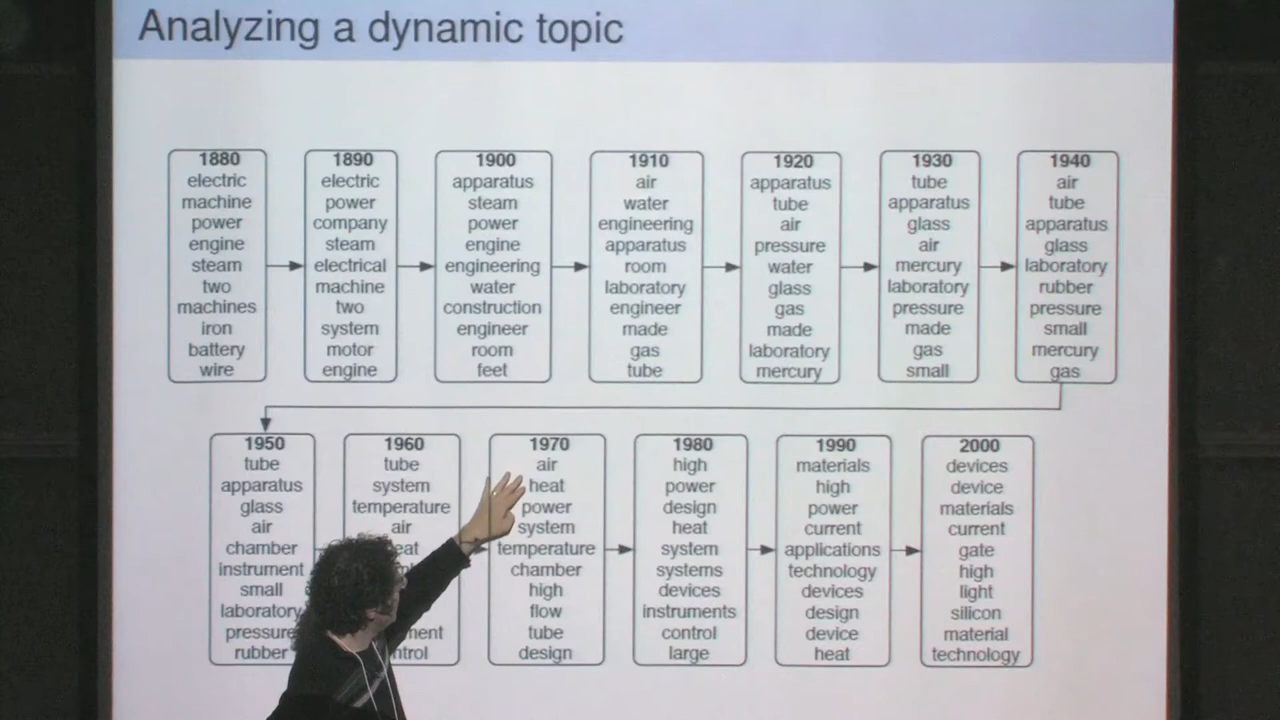 Analyzing a dynamic topic
1880
electric
machine
power
engine
steam
two
machines
iron
battery
wire
1890
electric
power
company
steam
electrical
machine
two
system
motor
engine
1900
apparatus
steam
power
engine
engineering
water
construction
engineer
room
feet
1910
air
water
engineering
apparatus
room
laboratory
engineer
made
gas
tube
1920
apparatus
tube
air
pressure
water
glass
gas
made
laboratory
mercury
1930
tube
apparatus
glass
air
mercury
laboratory
pressure
made
gas
small
1940
air
tube
apparatus
glass
laboratory
rubber
pressure
small
mercury
gas
1950
tube
apparatus
glass
air
chamber
instrument
small
laboratory
pressure
rubber
1960
tube
system
temperature
air
1970
air
heat
power
system
temperature
chamber
high
flow
tube
design
1980
high
power
design
heat
system
systems
devices
instruments
control
large
1990
materials
high
power
current
applications
technology
devices
design
device
heat
2000
devices
device
materials
current
gate
high
light
silicon
material
technology